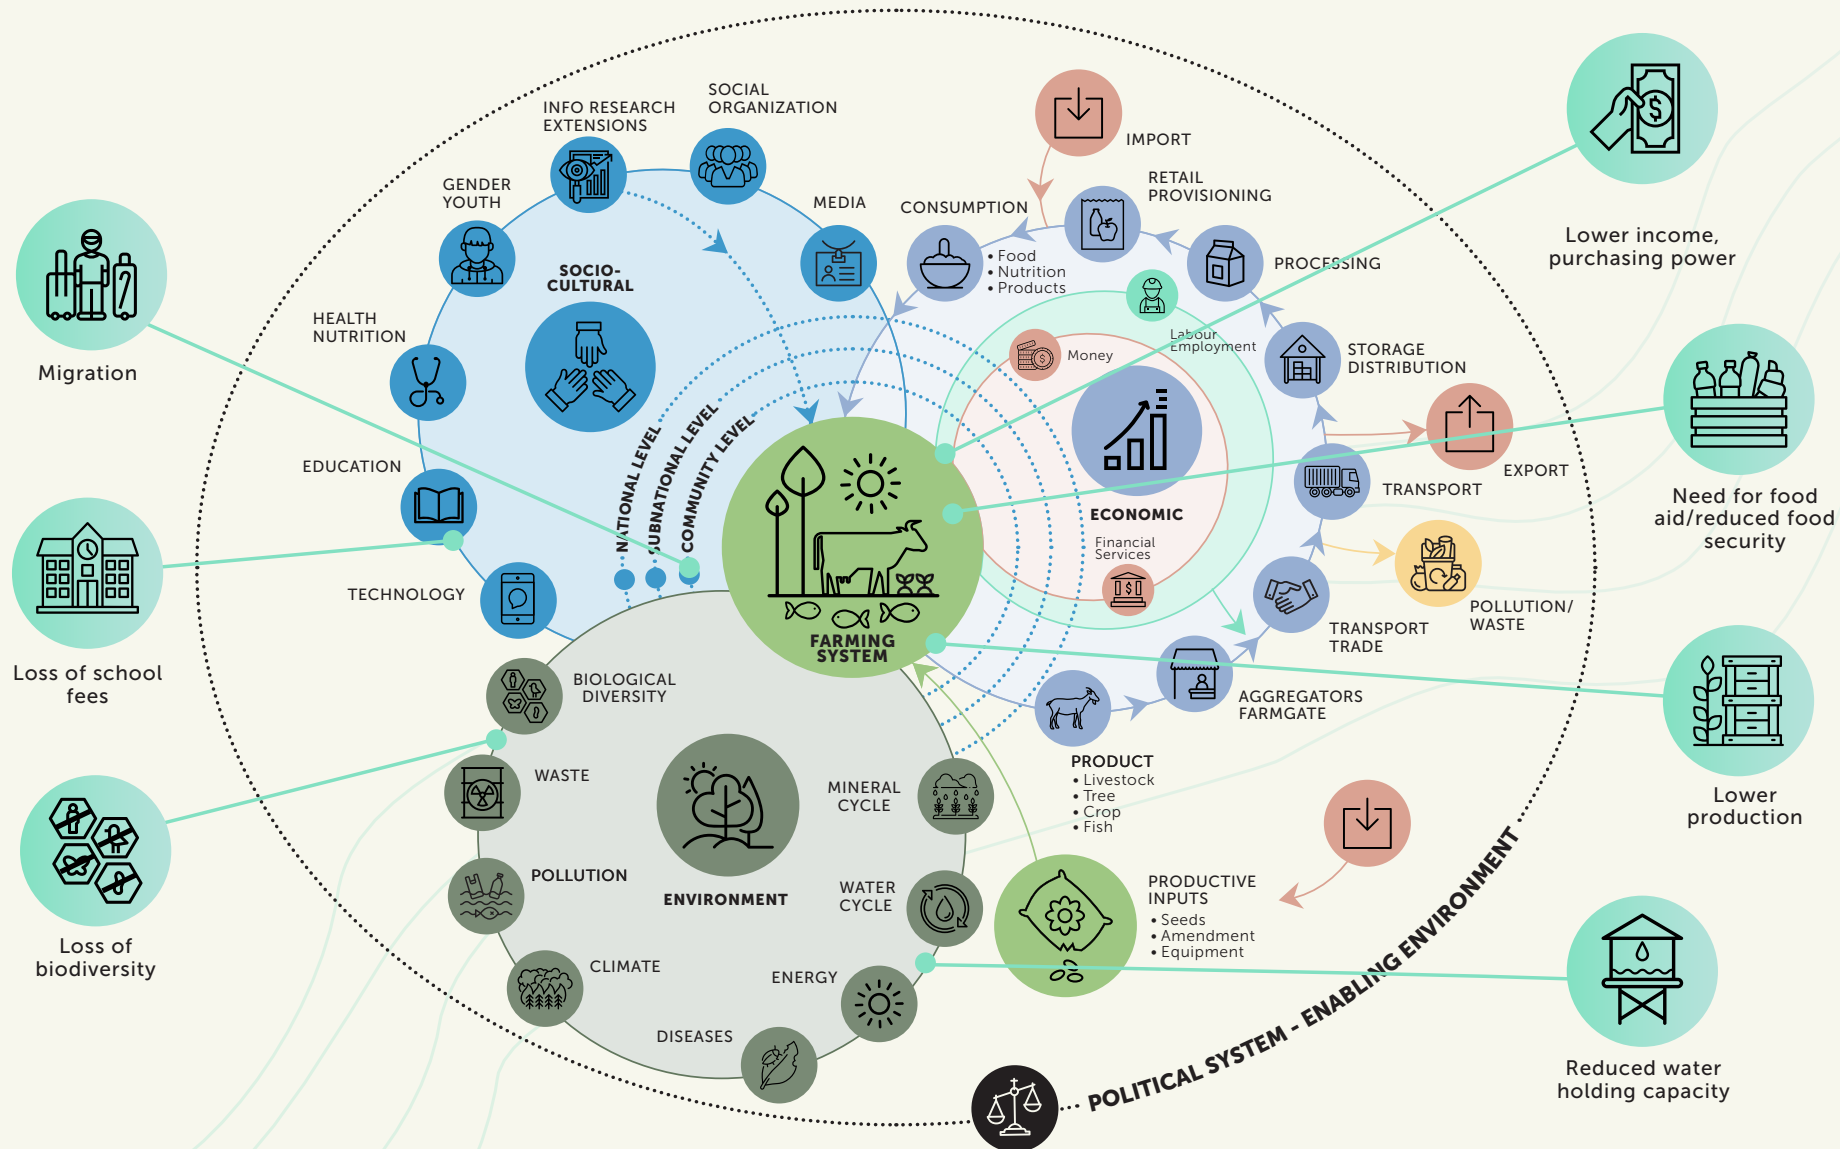 SOCIAL
ORGANIZATION
INFO RESEARCH
EXTENSIONS
GENDER
YOUTH
MEDIA
SOCIO-
CULTURAL
HEALTH
NUTRITION
EDUCATION
TECHNOLOGY
NATIONAL LEVEL
SUBNATIONAL LEVEL
COMMUNITY LEVEL
IMPORT
RETAIL
PROVISIONING
CONSUMPTION
• Food
• Nutrition
• Products
PROCESSING
Labour
Employment
Money
STORAGE
DISTRIBUTION
EXPORT
TRANSPORT
ECONOMIC
Financial
Services
POLLUTION/
WASTE
TRANSPORT
TRADE
AGGREGATORS
FARMGATE
FARMING
SYSTEM
PRODUCT
• Livestock
• Tree
• Crop
• Fish
BIOLOGICAL
DIVERSITY
WASTE
MINERAL
CYCLE
POLLUTION
ENVIRONMENT
WATER
CYCLE
CLIMATE
ENERGY
DISEASES
PRODUCTIVE
INPUTS
• Seeds
• Amendment
• Equipment
POLITICAL SYSTEM - ENABLING ENVIRONMENT
Migration
Loss of school
fees
Loss of
biodiversity
Lower income,
purchasing power
Need for food
aid/reduced food
security
Lower
production
Reduced water
holding capacity